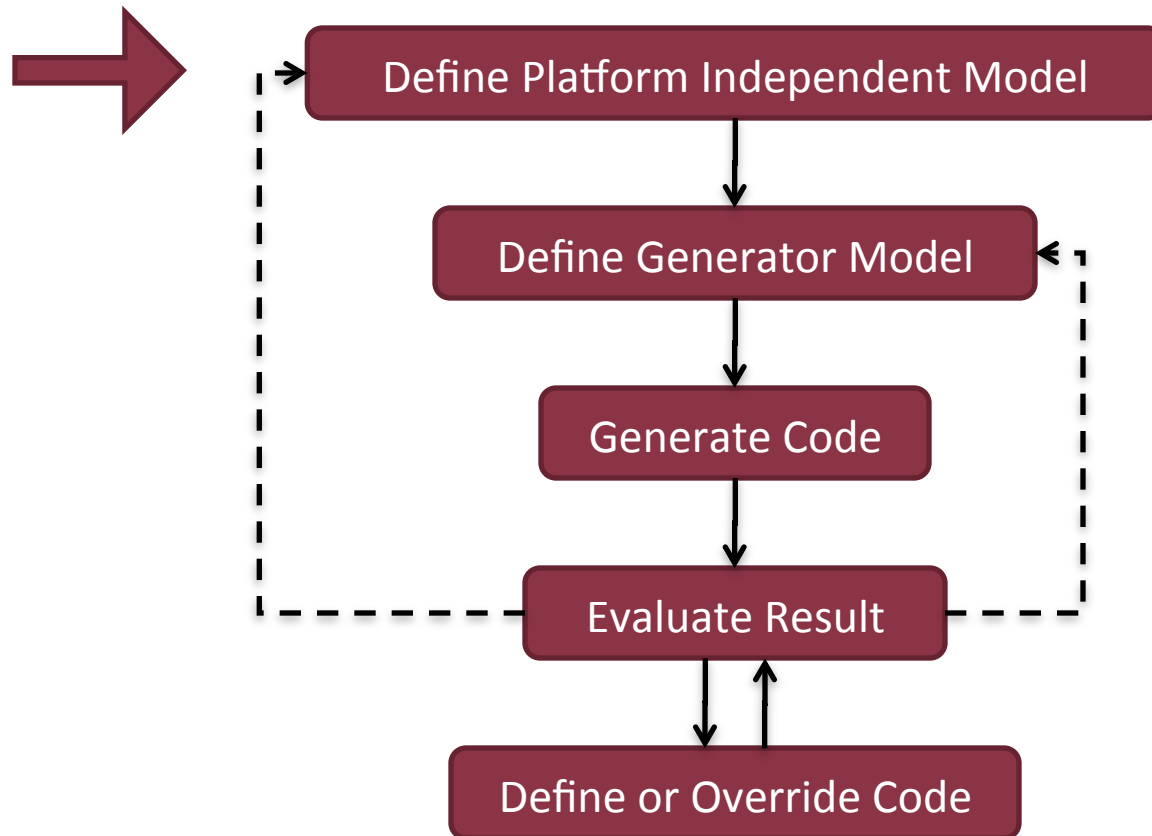 Define Platform Independent Model
Define Generator Model
Generate Code
Evaluate Result
Define or Override Code